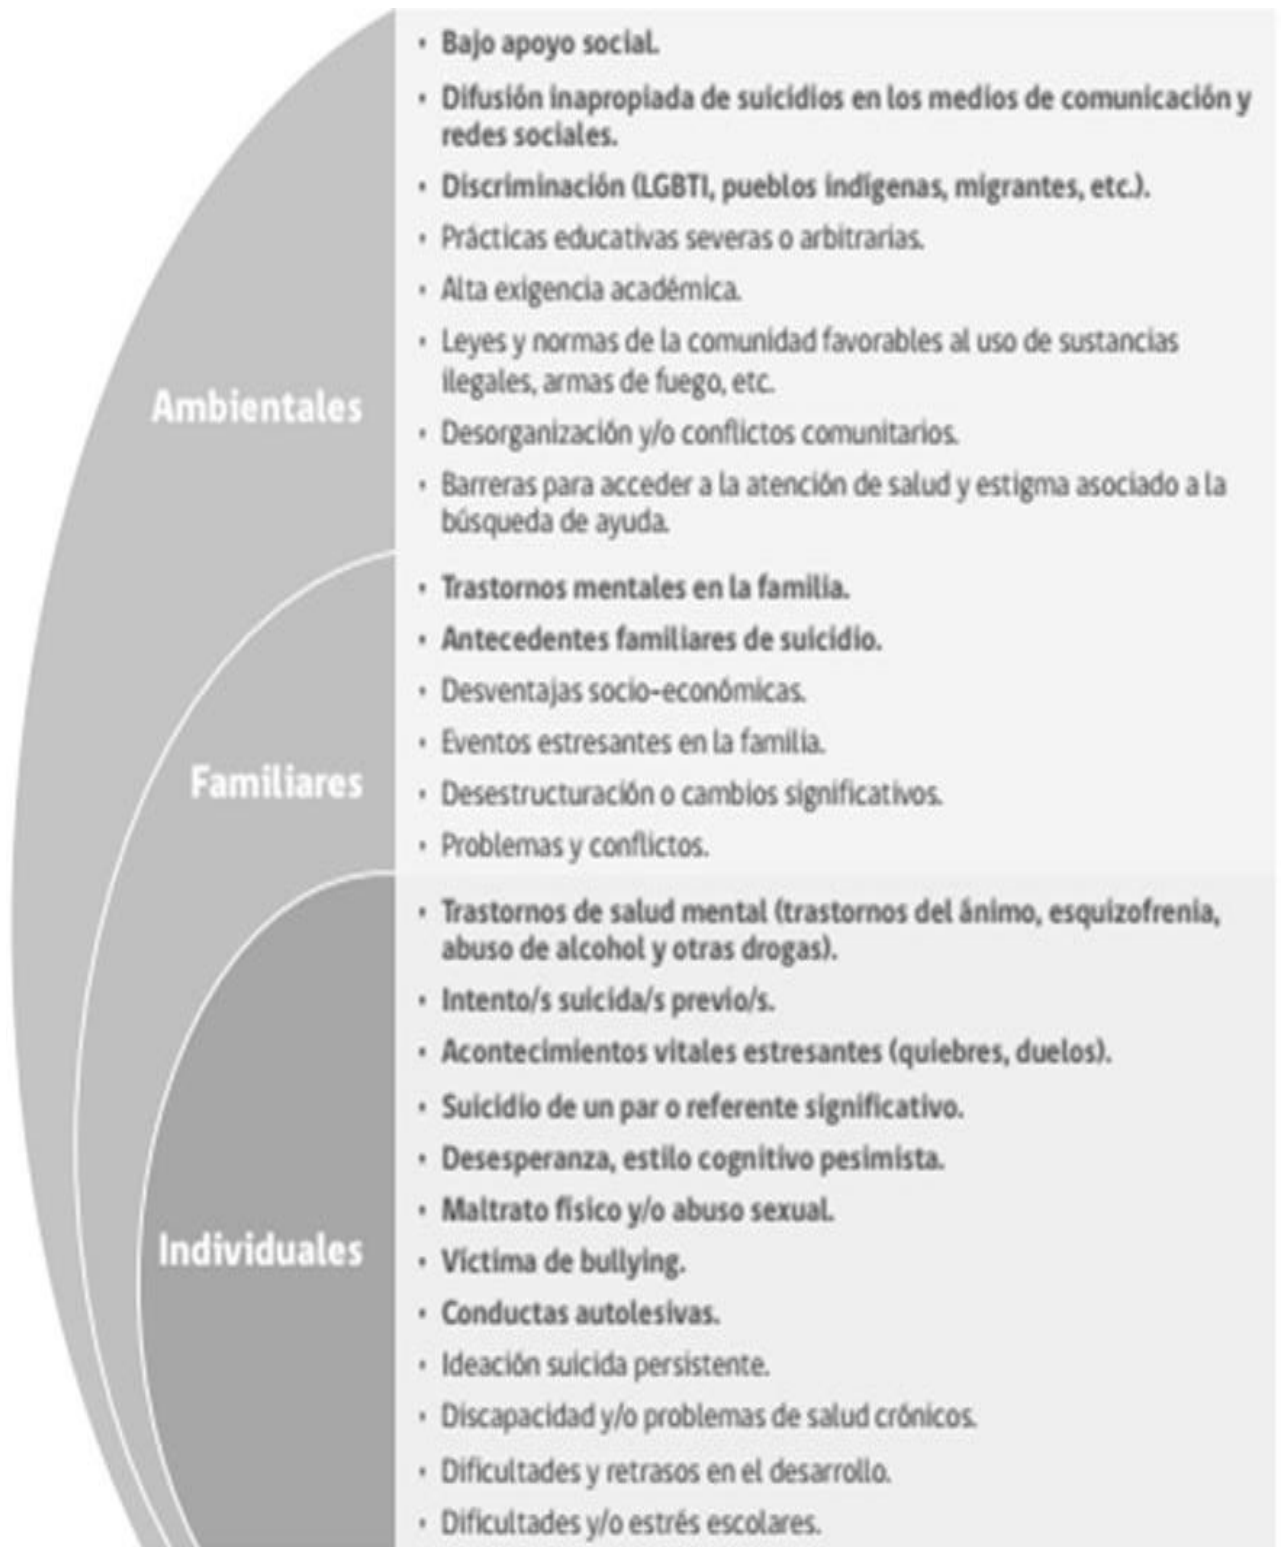 • Bajo apoyo social.
• Difusión inapropiada de suicidios en los medios de comunicación y
redes sociales.
• Discriminación (LGBTI, pueblos indígenas, migrantes, etc.).
• Prácticas educativas severas o arbitrarias.
• Alta exigencia académica.
• Leyes y normas de la comunidad favorables al uso de sustancias
ilegales, armas de fuego, etc.
Ambientales
• Desorganización y/o conflictos comunitarios.
• Barreras para acceder a la atención de salud y estigma asociado a la
búsqueda de ayuda.
• Trastornos mentales en la familia.
• Antecedentes familiares de suicidio.
• Desventajas socio-económicas.
• Eventos estresantes en la familia.
Familiares
• Desestructuración o cambios significativos.
• Problemas y conflictos.
• Trastornos de salud mental (trastornos del ánimo, esquizofrenia,
abuso de alcohol y otras drogas).
• Intento/s suicida/s previo/s.
• Acontecimientos vitales estresantes (quiebres, duelos).
• Suicidio de un par o referente significativo.
• Desesperanza, estilo cognitivo pesimista.
• Maltrato físico y/o abuso sexual.
Individuales
• Víctima de bullying.
• Conductas autolesivas.
• Ideación suicida persistente.
• Discapacidad y/o problemas de salud crónicos.
• Dificultades y retrasos en el desarrollo.
• Dificultades y/o estrés escolares.